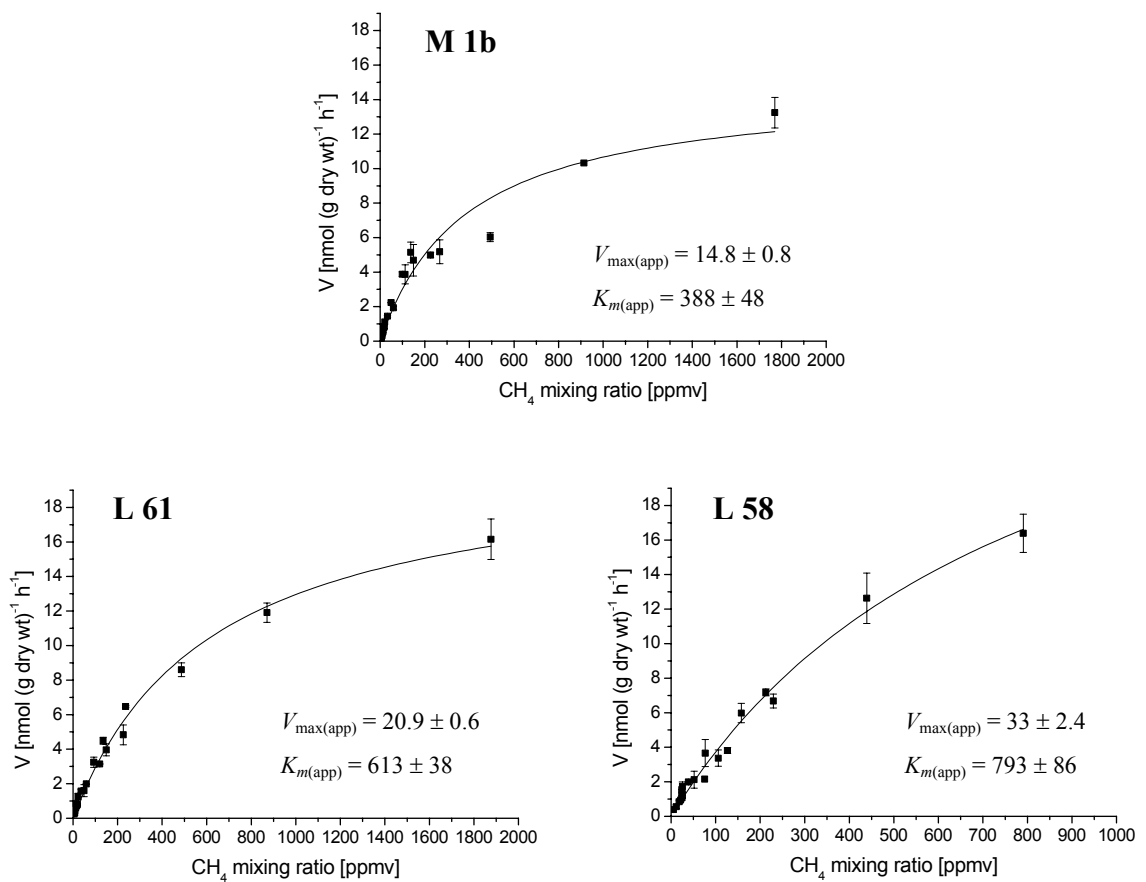 M 1b
18
16
14
12
10
8
6
4
2
0
V [nmol (g dry wt)⁻¹ h⁻¹]
V_max(app) = 14.8 ± 0.8
K_m(app) = 388 ± 48
0 200 400 600 800 1000 1200 1400 1600 1800 2000
CH₄ mixing ratio [ppmv]
L 61
18
16
14
12
10
8
6
4
2
0
V [nmol (g dry wt)⁻¹ h⁻¹]
V_max(app) = 20.9 ± 0.6
K_m(app) = 613 ± 38
0 200 400 600 800 1000 1200 1400 1600 1800 2000
CH₄ mixing ratio [ppmv]
L 58
18
16
14
12
10
8
6
4
2
0
V [nmol (g dry wt)⁻¹ h⁻¹]
V_max(app) = 33 ± 2.4
K_m(app) = 793 ± 86
0 100 200 300 400 500 600 700 800 900 1000
CH₄ mixing ratio [ppmv]